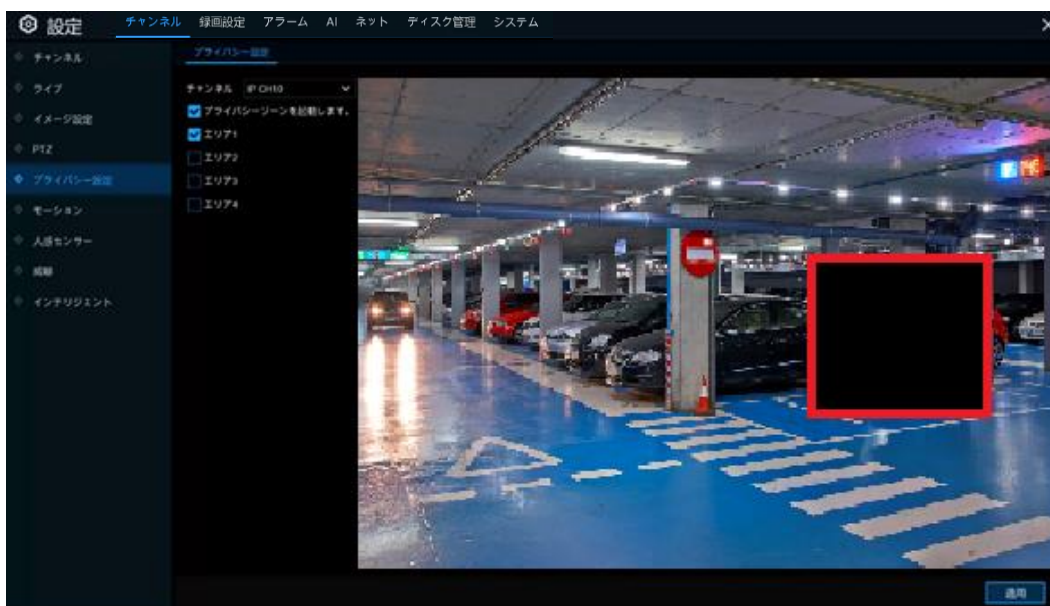 設定
チャンネル 録画設定 アラーム AI ネット ディスク管理 システム
チャンネル
ライブ
イメージ設定
PTZ
プライバシー設定
モーション
人感センサー
インテリジェント
プライバシー設定
チャンネル IP CH10
プライバシーゾーンを起動します。
エリア1
エリア2
エリア3
エリア4
適用